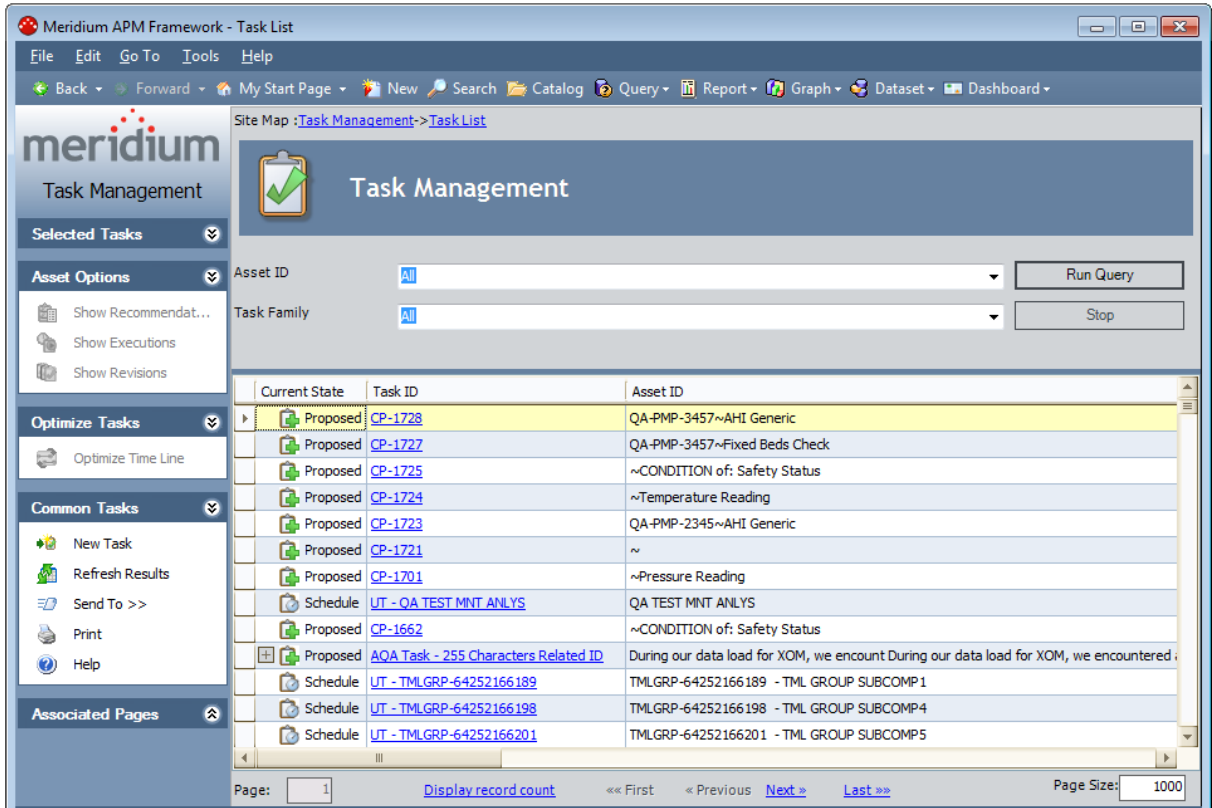 Meridium APM Framework - Task List
File Edit Go To Tools Help
Back Forward My Start Page New Search Catalog Query Report Graph Dataset Dashboard
meridium
Task Management
Selected Tasks
Asset Options
Show Recommendat...
Show Executions
Show Revisions
Optimize Tasks
Optimize Time Line
Common Tasks
New Task
Refresh Results
Send To >>
Print
Help
Associated Pages
Site Map :Task Management->Task List
Task Management
Asset ID All Run Query
Task Family All Stop
Current State Task ID Asset ID
Proposed CP-1728 QA-PMP-3457~AHI Generic
Proposed CP-1727 QA-PMP-3457~Fixed Beds Check
Proposed CP-1725 ~CONDITION of: Safety Status
Proposed CP-1724 ~Temperature Reading
Proposed CP-1723 QA-PMP-2345~AHI Generic
Proposed CP-1721 ~
Proposed CP-1701 ~Pressure Reading
Schedule UT - QA TEST MNT ANLYS QA TEST MNT ANLYS
Proposed CP-1662 ~CONDITION of: Safety Status
Proposed AQA Task - 255 Characters Related ID During our data load for XOM, we encount During our data load for XOM, we encountered
Schedule UT - TMLGRP-64252166189 TMLGRP-64252166189 - TML GROUP SUBCOMP1
Schedule UT - TMLGRP-64252166198 TMLGRP-64252166198 - TML GROUP SUBCOMP4
Schedule UT - TMLGRP-64252166201 TMLGRP-64252166201 - TML GROUP SUBCOMP5
Page: 1 Display record count «« First « Previous Next » Last »» Page Size: 1000